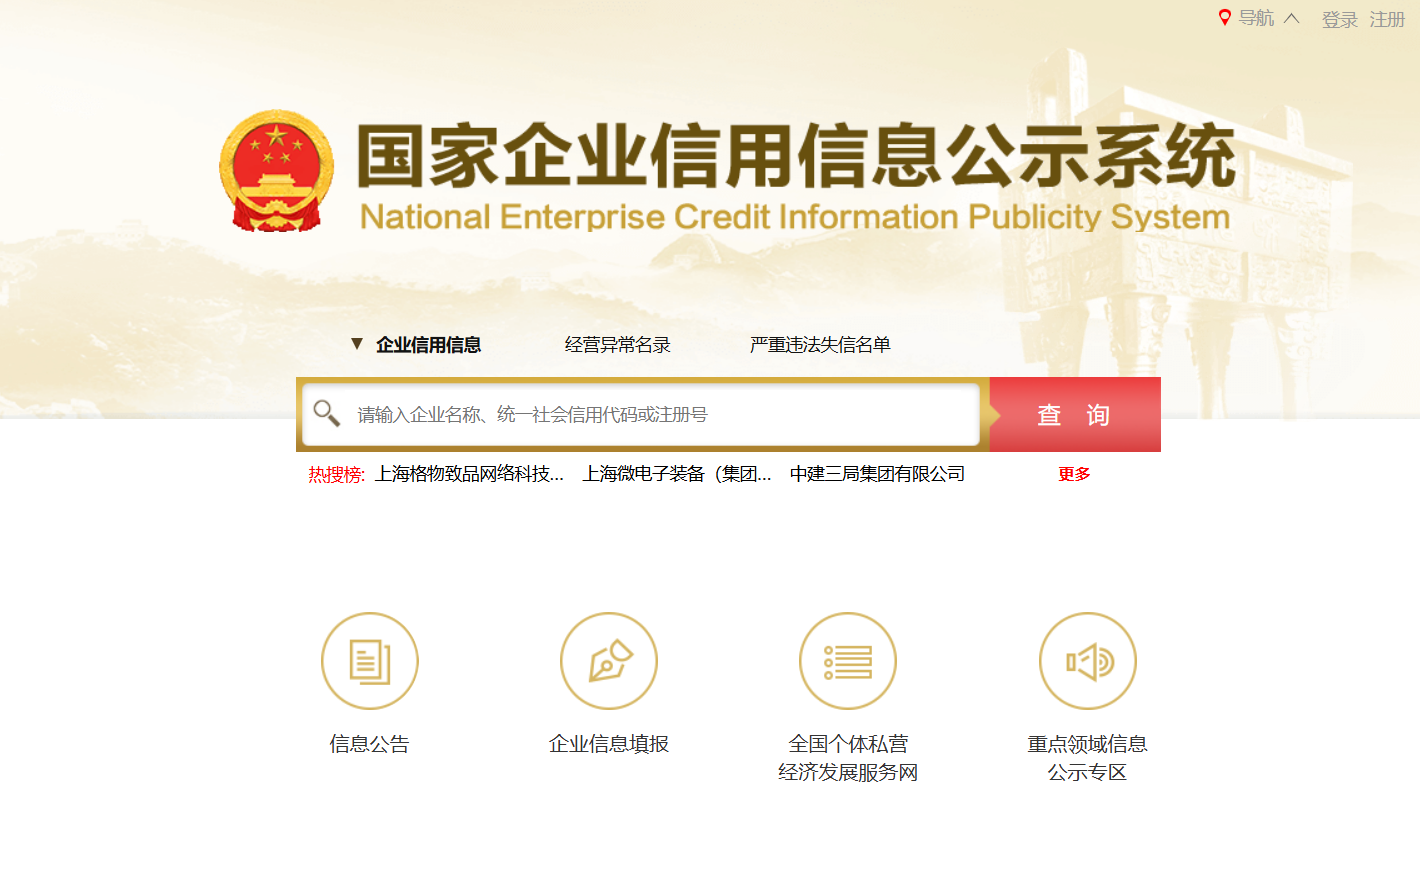 导航 登录 注册
国家企业信用信息公示系统
National Enterprise Credit Information Publicity System
企业信用信息 经营异常名录 严重违法失信名单
请输入企业名称、统一社会信用代码或注册号
查 询
热搜榜: 上海格物致品网络科技... 上海微电子装备（集团... 中建三局集团有限公司 更多
信息公告
企业信息填报
全国个体私营
经济发展服务网
重点领域信息
公示专区